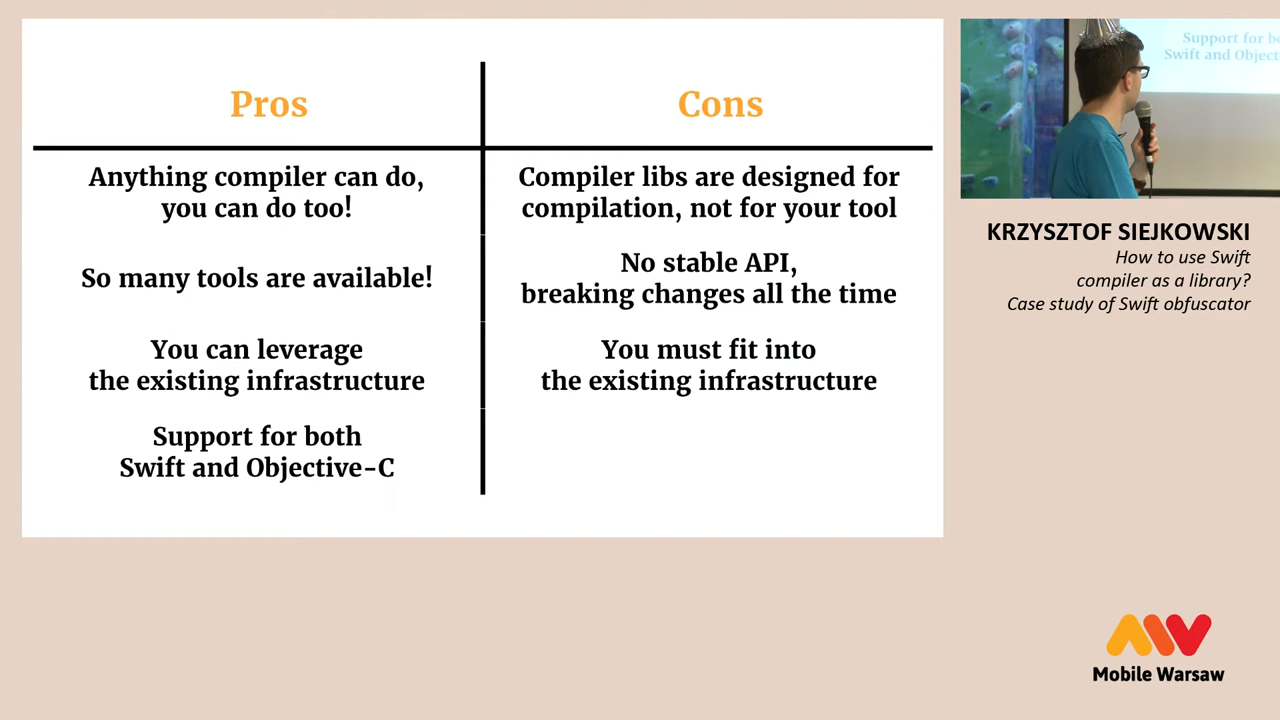 Pros
Cons
Anything compiler can do,
you can do too!
Compiler libs are designed for
compilation, not for your tool
So many tools are available!
No stable API,
breaking changes all the time
You can leverage
the existing infrastructure
You must fit into
the existing infrastructure
Support for both
Swift and Objective-C
Support for bo
Swift and Object
KRZYSZTOF SIEJKOWSKI
How to use Swift
compiler as a library?
Case study of Swift obfuscator
Mobile Warsaw